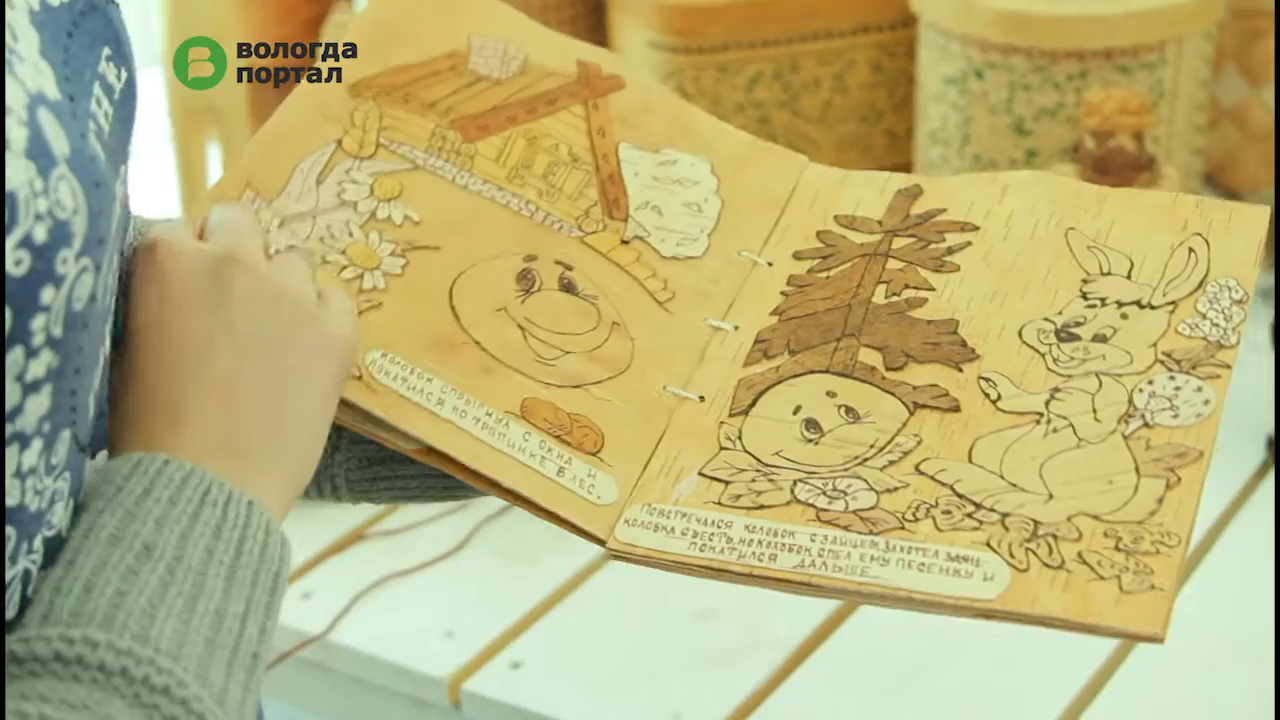 вологда
портал
КОЛОБОК СПРЫГНУЛ С ОКНА И
ПОКАТИЛСЯ ПО ТРОПИНКЕ В ЛЕС.
ПОВСТРЕЧАЛСЯ КОЛОБОК С ЗАЙЦЕМ, ЗАХОТЕЛ ЗАЯЦ
КОЛОБКА СЪЕСТЬ, НО КОЛОБОК СПЕЛ ЕМУ ПЕСЕНКУ И
ПОКАТИЛСЯ ДАЛЬШЕ